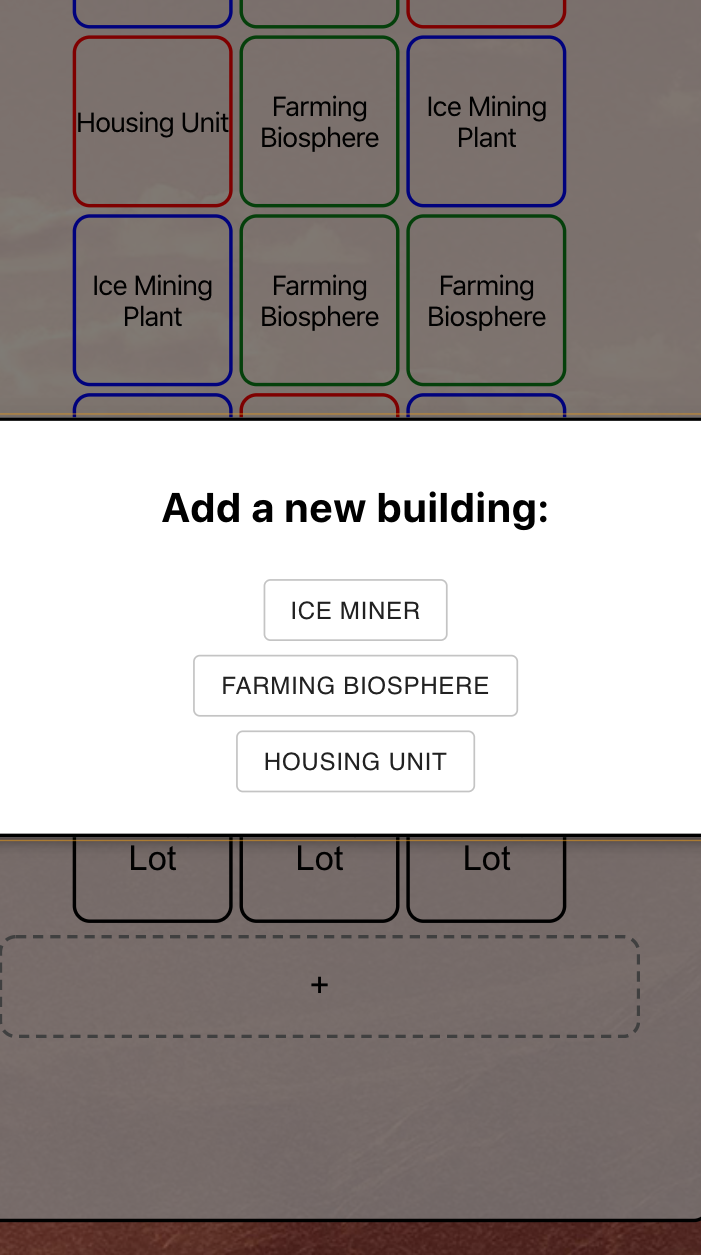 Housing Unit
Farming
Biosphere
Ice Mining
Plant
Ice Mining
Plant
Farming
Biosphere
Farming
Biosphere
Add a new building:
ICE MINER
FARMING BIOSPHERE
HOUSING UNIT
Lot
Lot
Lot
+